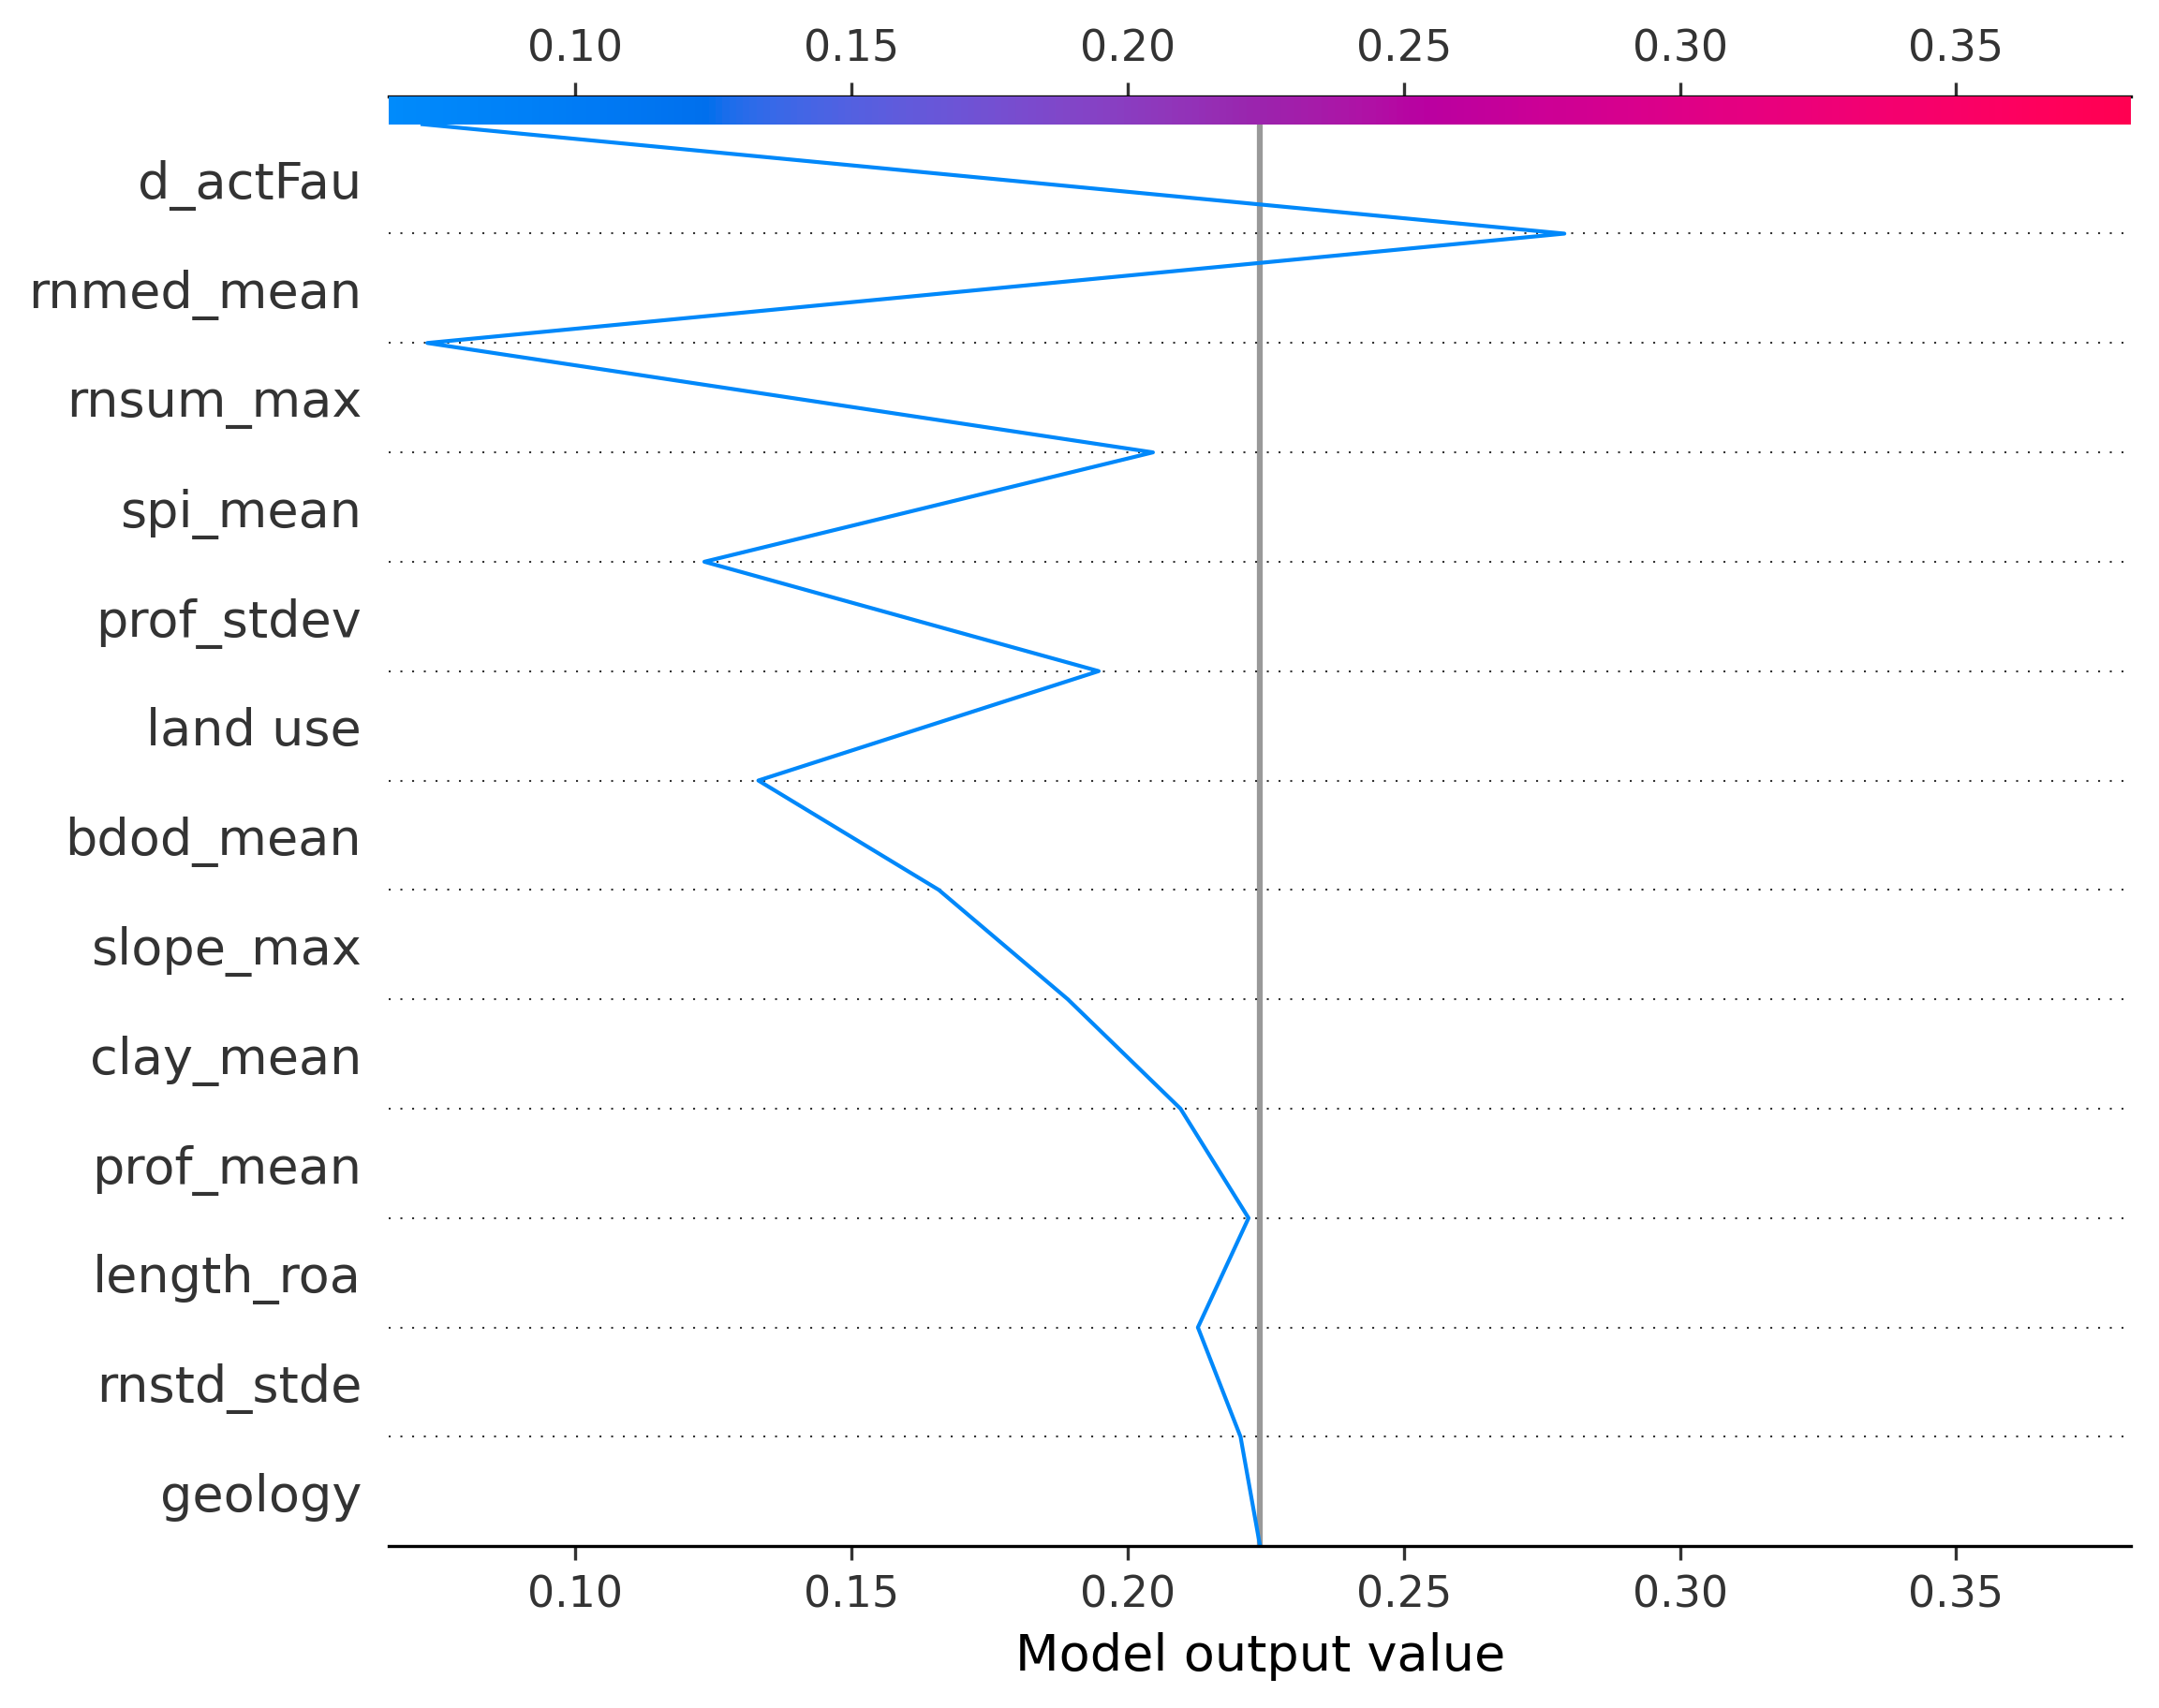 0.10 0.15 0.20 0.25 0.30 0.35
d_actFau
rnmed_mean
rnsum_max
spi_mean
prof_stdev
land use
bdod_mean
slope_max
clay_mean
prof_mean
length_roa
rnstd_stde
geology
0.10 0.15 0.20 0.25 0.30 0.35
Model output value